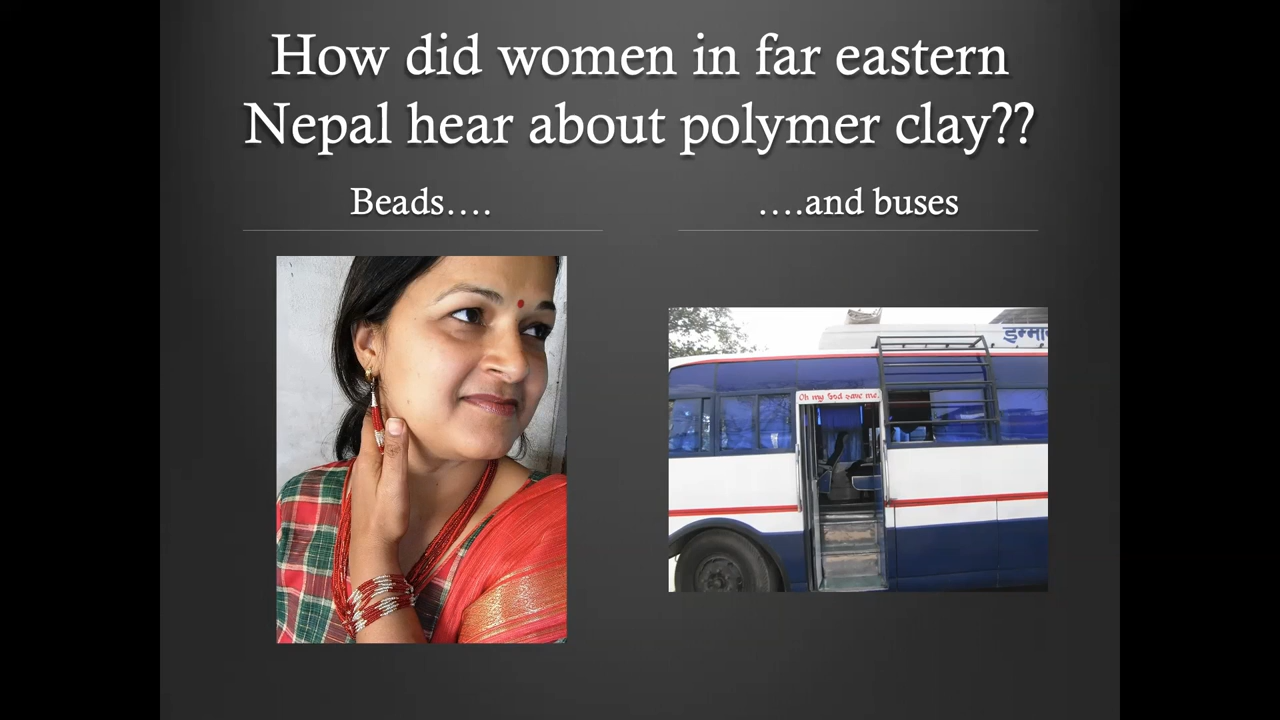 How did women in far eastern
Nepal hear about polymer clay??
Beads….
….and buses
Oh my God save me.